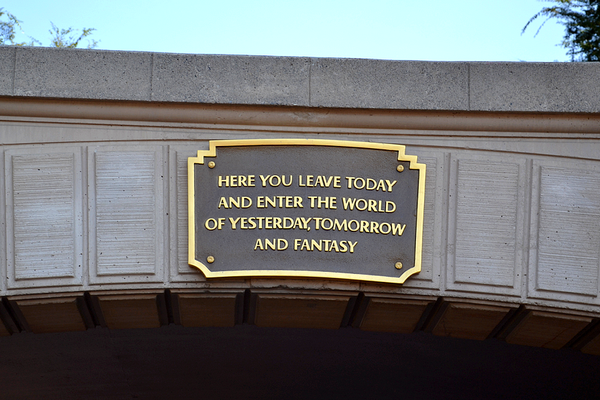 HERE YOU LEAVE TODAY
AND ENTER THE WORLD
OF YESTERDAY, TOMORROW
AND FANTASY